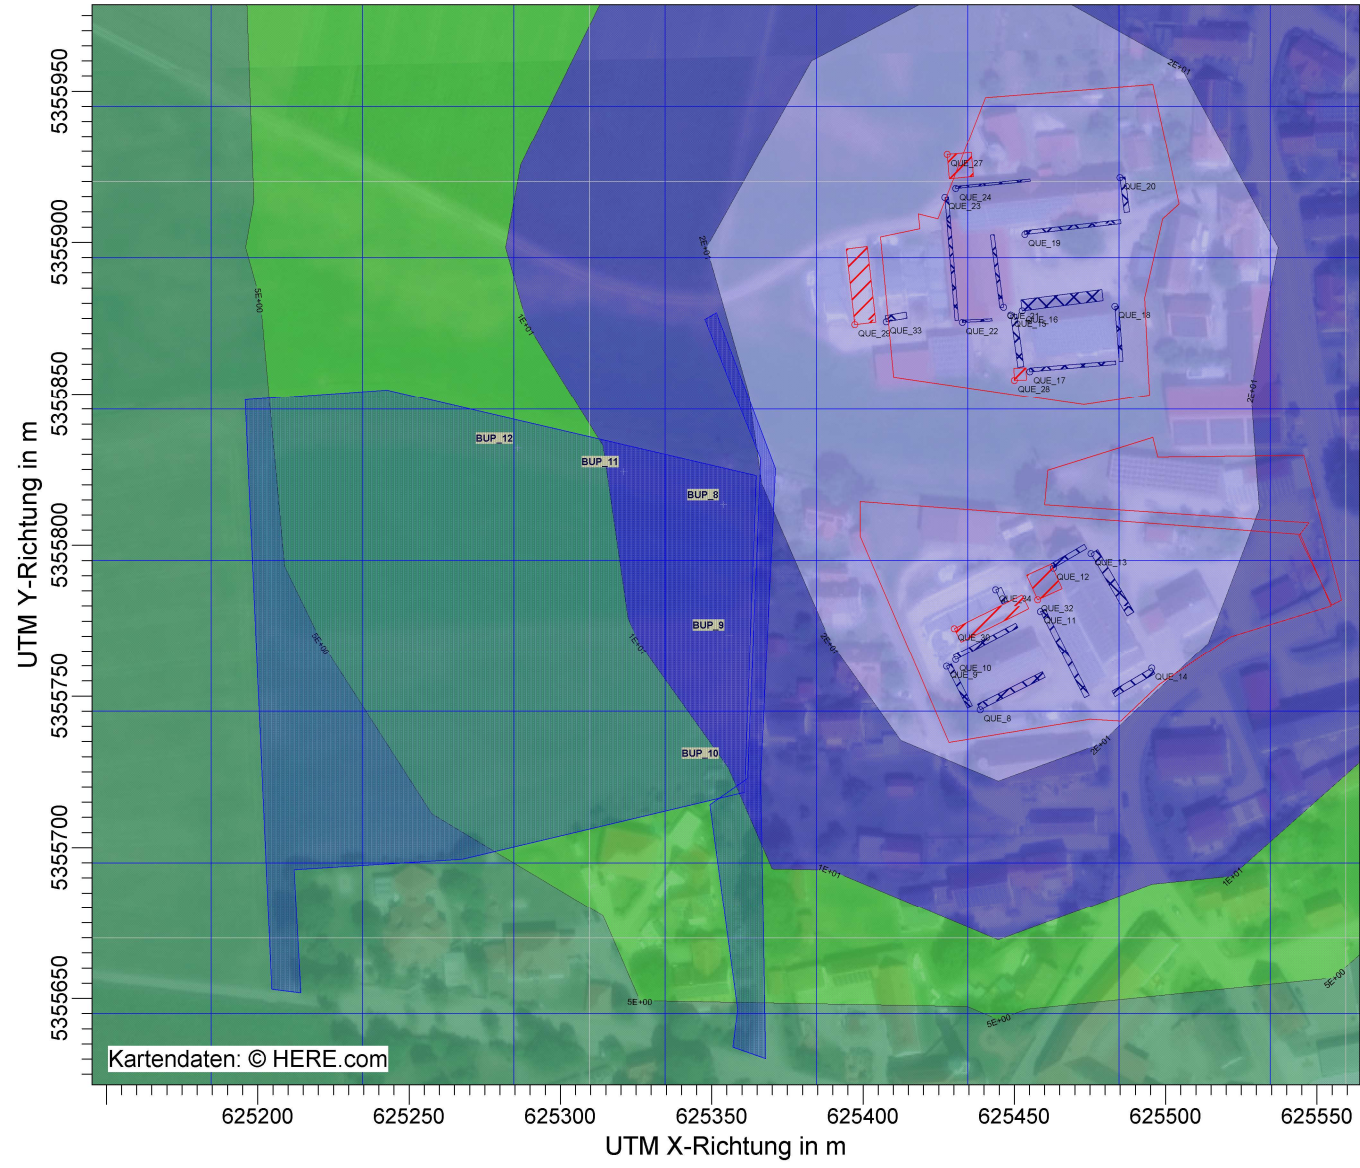 UTM Y-Richtung in m
5355950
5355900
5355850
5355800
5355750
5355700
5355650
2E+01
QUE_27
QUE_24
QUE_23
QUE_20
QUE_19
2E+01
5E+00
1E+01
QUE_16
QUE_18
QUE_29
QUE_33
QUE_22
QUE_17
QUE_28
2E+01
BUP_12
BUP_11
BUP_8
QUE_13
QUE_12
QUE_32
QUE_11
BUP_9
QUE_30
5E+00
1E+01
2E+01
QUE_10
QUE_9
QUE_14
QUE_8
BUP_10
2E+01
1E+01
1E+01
5E+00
5E+00
5E+00
Kartendaten: © HERE.com
625200 625250 625300 625350 625400 625450 625500 625550
UTM X-Richtung in m